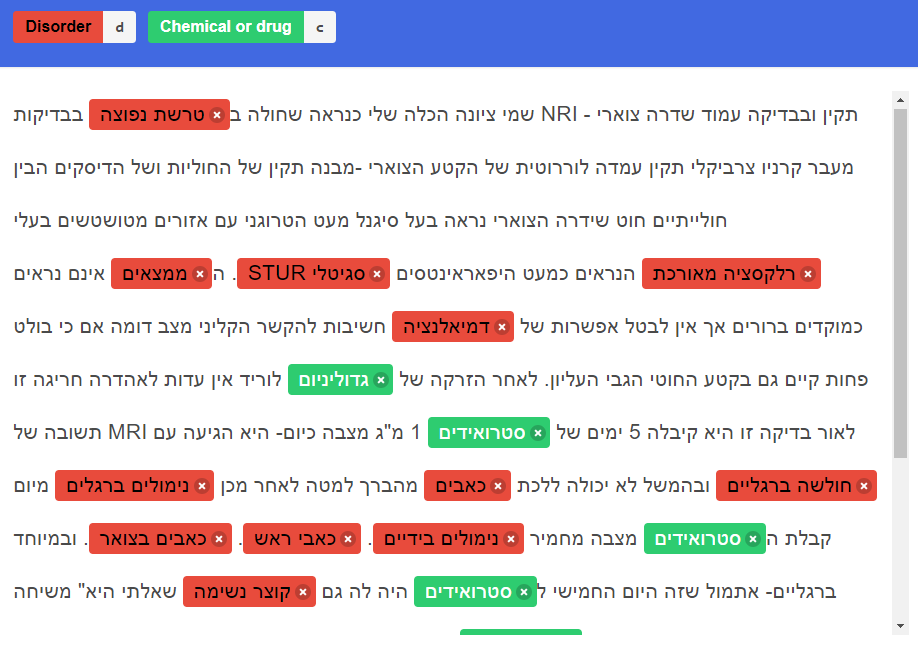 Disorder d Chemical or drug c
שמי ציונה הכלה שלי כנראה שחולה בטרשת נפוצה בבדיקות NRI - תקין ובבדיקה עמוד שדרה צוארי
מעבר קרניו צרביקלי תקין עמדה לוררוטית של הקטע הצוארי -מבנה תקין של החוליות ושל הדיסקים הבין
חולייתיים חוט שידרה הצוארי נראה בעל סיגנל מעט הטרוגני עם אזורים מטושטשים בעלי
רלקסציה מאורכת הנראים כמעט היפאראינטסים סגיטלי STUR. הממצאים אינם נראים
כמוקדים ברורים אך אין לבטל אפשרות של דמיאלנציה חשיבות להקשר הקליני מצב דומה אם כי בולט
פחות קיים גם בקטע החוטי הגבי העליון. לאחר הזרקה של גדוליניום לוריד אין עדות לאהדרה חריגה זו
לאור בדיקה זו היא קיבלה 5 ימים של סטרואידים 1 מ"ג מצבה כיום- היא הגיעה עם MRI תשובה של
חולשה ברגליים ובהמשל לא יכולה ללכת כאבים מהברך למטה לאחר מכן נימולים ברגלים מיום
קבלת הסטרואידים מצבה מחמיר נימולים בידיים. כאבי ראש. כאבים בצואר. ובמיוחד
ברגליים- אתמול שזה היום החמישי לסטרואידים היה לה גם קוצר נשימה שאלתי היא" משיחה